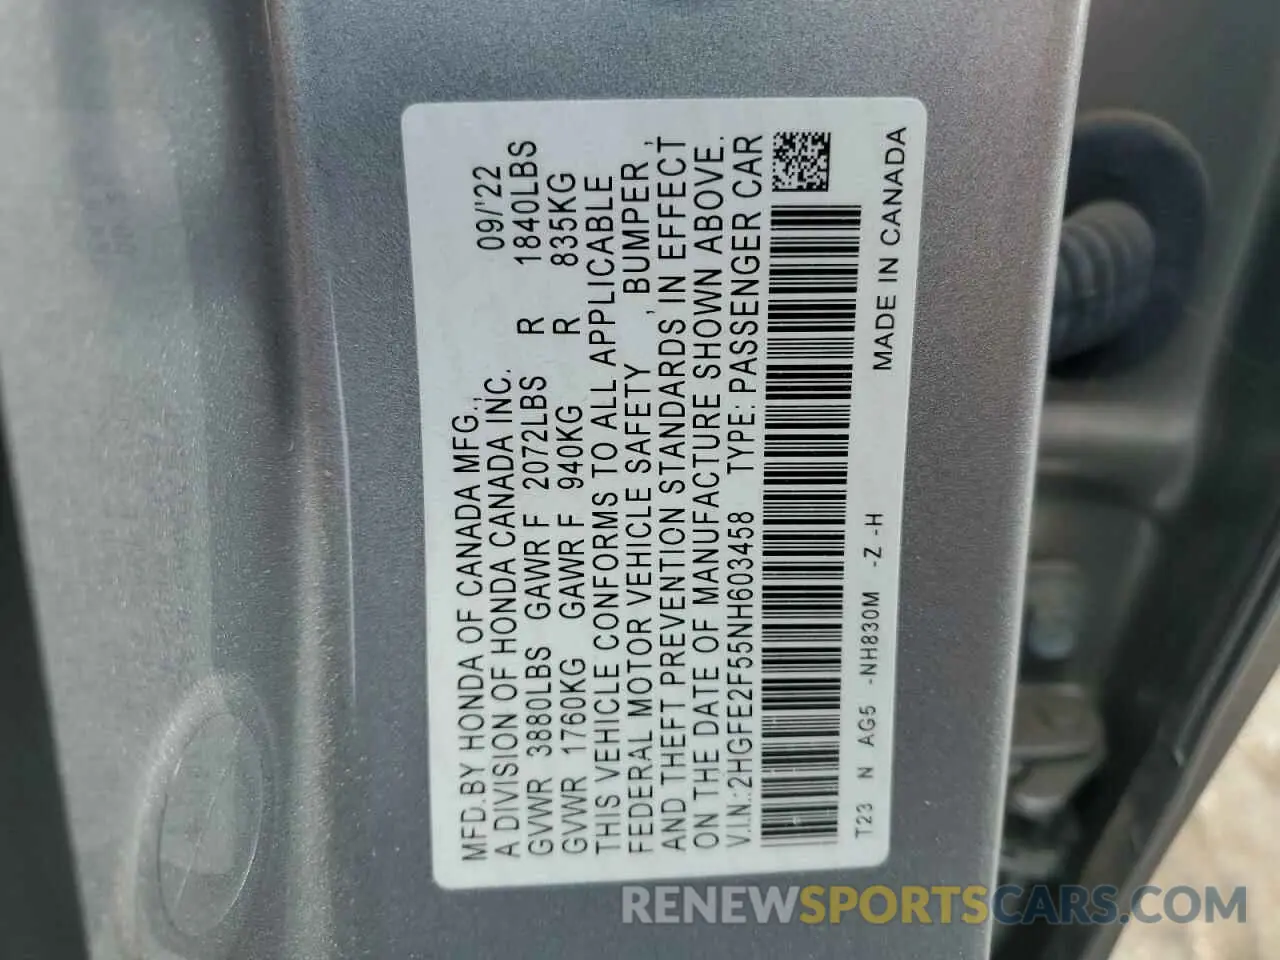 MFD.BY HONDA OF CANADA MFG.,
A DIVISION OF HONDA CANADA INC. 09/'22
GVWR 3880LBS GAWR F 2072LBS R 1840LBS
GVWR 1760KG GAWR F 940KG R 835KG
THIS VEHICLE CONFORMS TO ALL APPLICABLE
FEDERAL MOTOR VEHICLE SAFETY , BUMPER ,
AND THEFT PREVENTION STANDARDS IN EFFECT
ON THE DATE OF MANUFACTURE SHOWN ABOVE.
V.I.N.:2HGFE2F55NH603458 TYPE: PASSENGER CAR
T23 N AG5 -NH830M -Z -H MADE IN CANADA
RENEWSPORTSCARS.COM